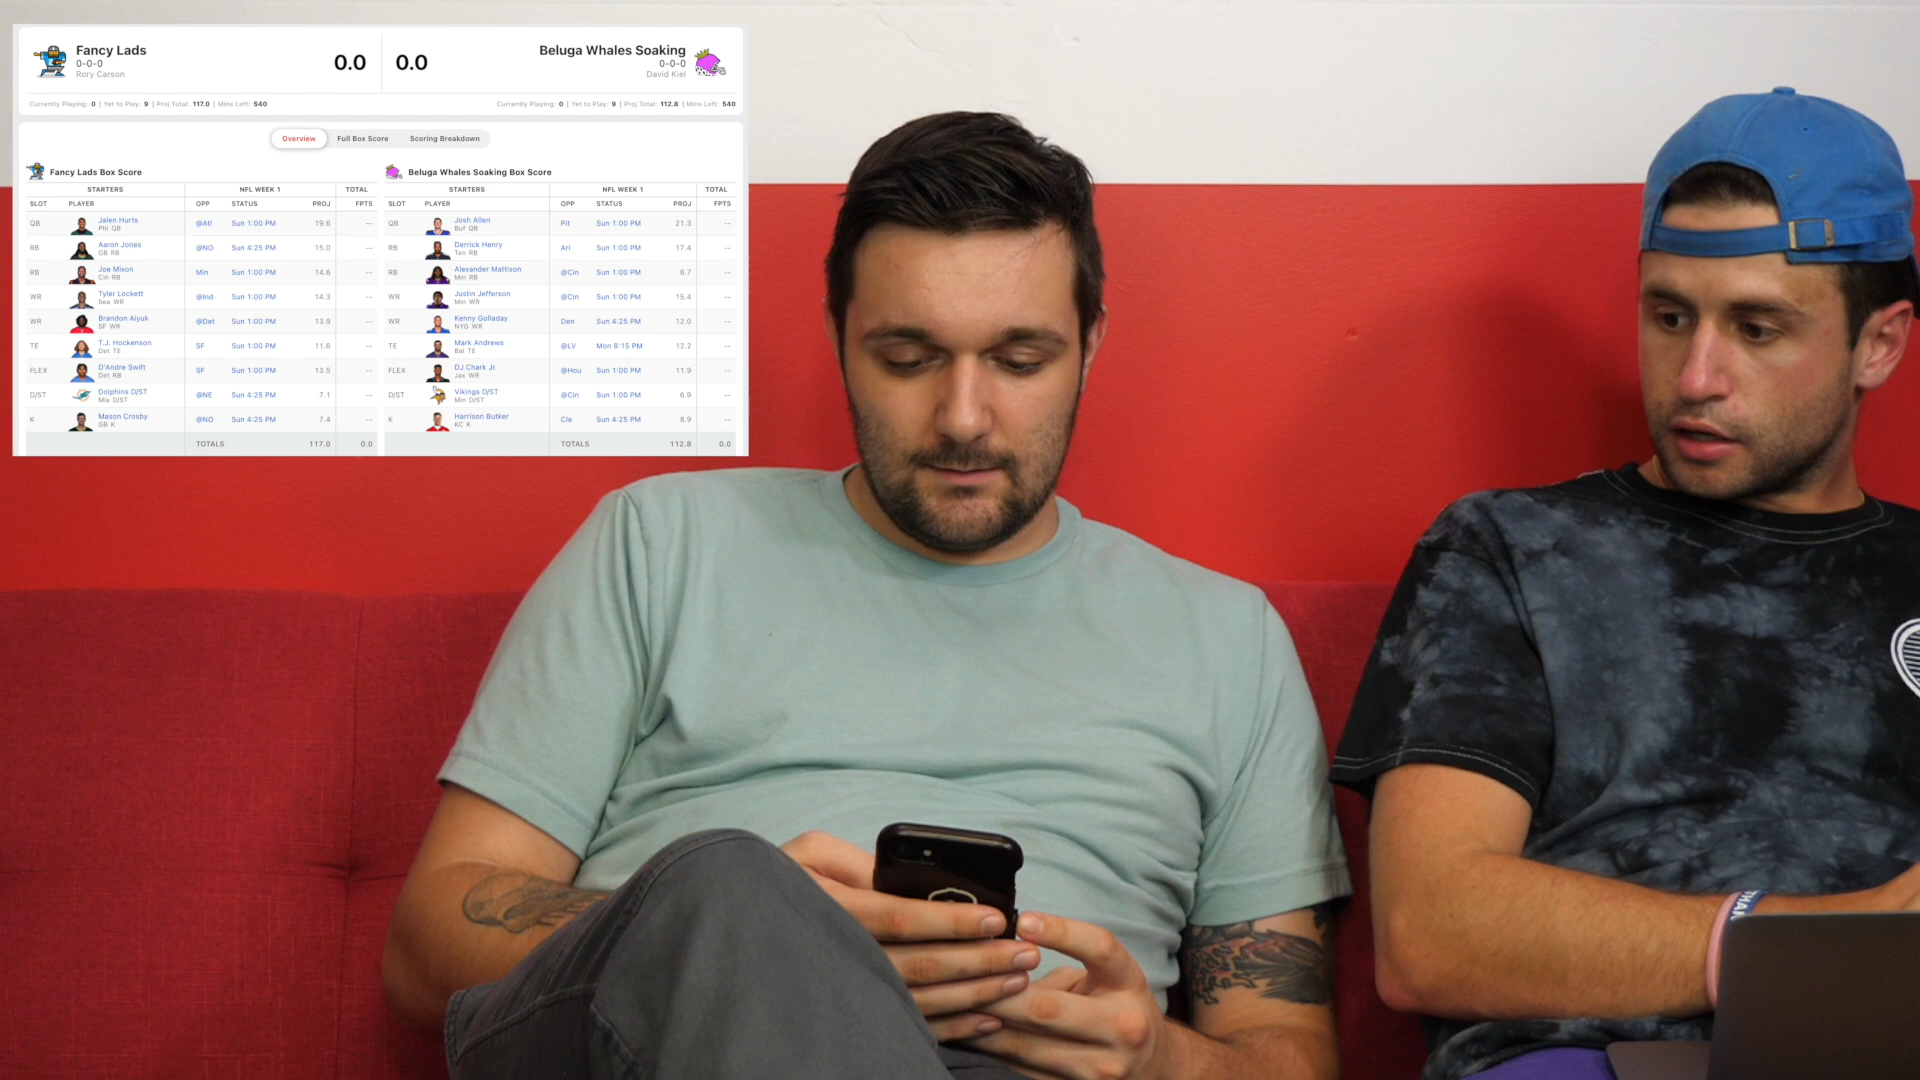 Fancy Lads
0-0-0
Rory Carson
0.0
0.0
Beluga Whales Soaking
0-0-0
David Kiel
Currently Playing: 0 | Yet to Play: 9 | Proj Total: 117.0 | Mins Left: 540
Currently Playing: 0 | Yet to Play: 9 | Proj Total: 112.8 | Mins Left: 540
Overview Full Box Score Scoring Breakdown
Fancy Lads Box Score
STARTERS NFL WEEK 1 TOTAL
SLOT PLAYER OPP STATUS PROJ FPTS
QB Jalen Hurts @Atl Sun 1:00 PM 19.6 --
Phi QB
RB Aaron Jones @NO Sun 4:25 PM 15.0 --
GB RB
RB Joe Mixon Min Sun 1:00 PM 14.6 --
Cin RB
WR Tyler Lockett @Ind Sun 1:00 PM 14.3 --
Sea WR
WR Brandon Aiyuk @Det Sun 1:00 PM 13.9 --
SF WR
TE T.J. Hockenson SF Sun 1:00 PM 11.6 --
Det TE
FLEX D'Andre Swift SF Sun 1:00 PM 13.5 --
Det RB
D/ST Dolphins D/ST @NE Sun 4:25 PM 7.1 --
Mia D/ST
K Mason Crosby @NO Sun 4:25 PM 7.4 --
GB K
TOTALS 117.0 0.0
Beluga Whales Soaking Box Score
STARTERS NFL WEEK 1 TOTAL
SLOT PLAYER OPP STATUS PROJ FPTS
QB Josh Allen Pit Sun 1:00 PM 21.3 --
Buf QB
RB Derrick Henry Ari Sun 1:00 PM 17.4 --
Ten RB
RB Alexander Mattison @Cin Sun 1:00 PM 6.7 --
Min RB
WR Justin Jefferson @Cin Sun 1:00 PM 15.4 --
Min WR
WR Kenny Golladay Den Sun 4:25 PM 12.0 --
NYG WR
TE Mark Andrews @LV Mon 8:15 PM 12.2 --
Bal TE
FLEX DJ Chark Jr. @Hou Sun 1:00 PM 11.9 --
Jax WR
D/ST Vikings D/ST @Cin Sun 1:00 PM 6.9 --
Min D/ST
K Harrison Butker Cle Sun 4:25 PM 8.9 --
KC K
TOTALS 112.8 0.0